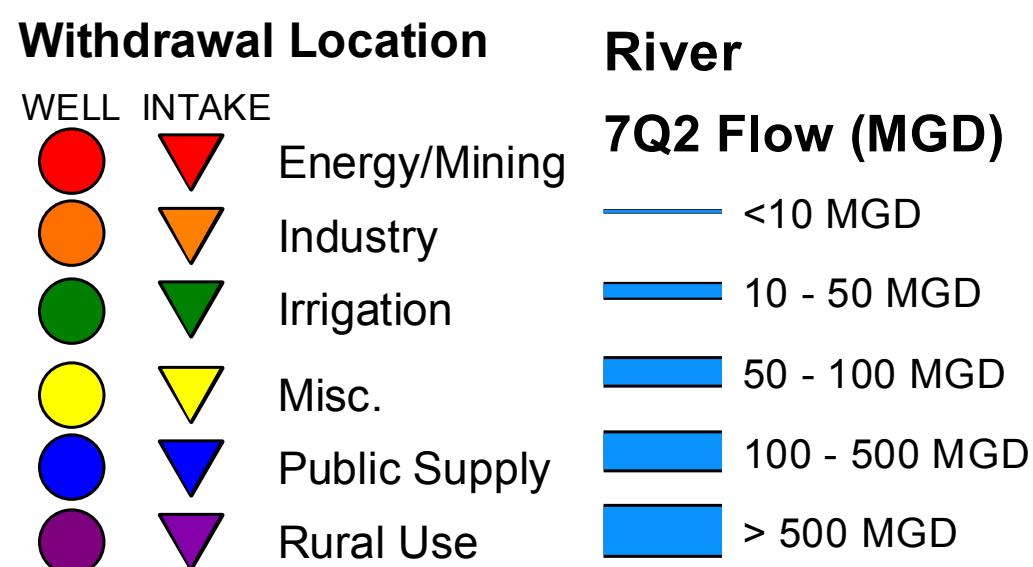 Withdrawal Location
WELL INTAKE
Energy/Mining
Industry
Irrigation
Misc.
Public Supply
Rural Use
River
7Q2 Flow (MGD)
<10 MGD
10 - 50 MGD
50 - 100 MGD
100 - 500 MGD
> 500 MGD